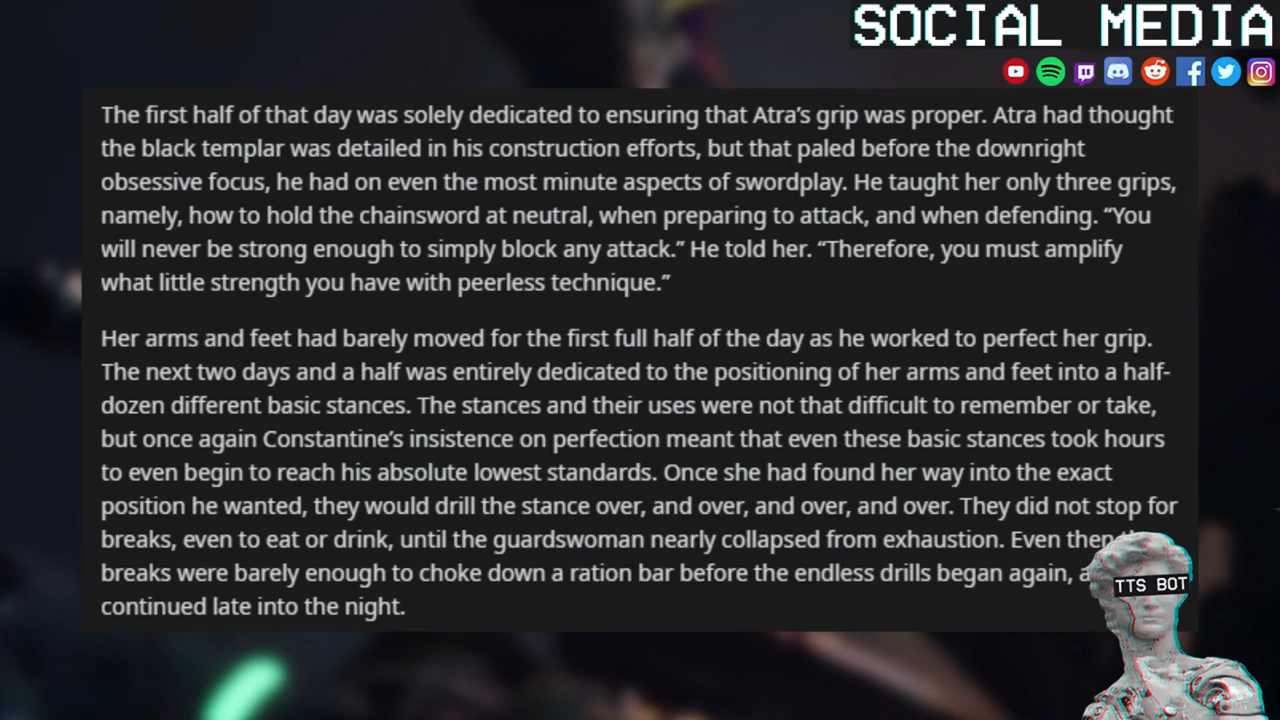 SOCIAL MEDIA
The first half of that day was solely dedicated to ensuring that Atra’s grip was proper. Atra had thought
the black templar was detailed in his construction efforts, but that paled before the downright
obsessive focus, he had on even the most minute aspects of swordplay. He taught her only three grips,
namely, how to hold the chainsword at neutral, when preparing to attack, and when defending. “You
will never be strong enough to simply block any attack.” He told her. “Therefore, you must amplify
what little strength you have with peerless technique.”
Her arms and feet had barely moved for the first full half of the day as he worked to perfect her grip.
The next two days and a half was entirely dedicated to the positioning of her arms and feet into a half-
dozen different basic stances. The stances and their uses were not that difficult to remember or take,
but once again Constantine’s insistence on perfection meant that even these basic stances took hours
to even begin to reach his absolute lowest standards. Once she had found her way into the exact
position he wanted, they would drill the stance over, and over, and over, and over. They did not stop for
breaks, even to eat or drink, until the guardswoman nearly collapsed from exhaustion. Even then
breaks were barely enough to choke down a ration bar before the endless drills began again,
continued late into the night.
TTS BOT